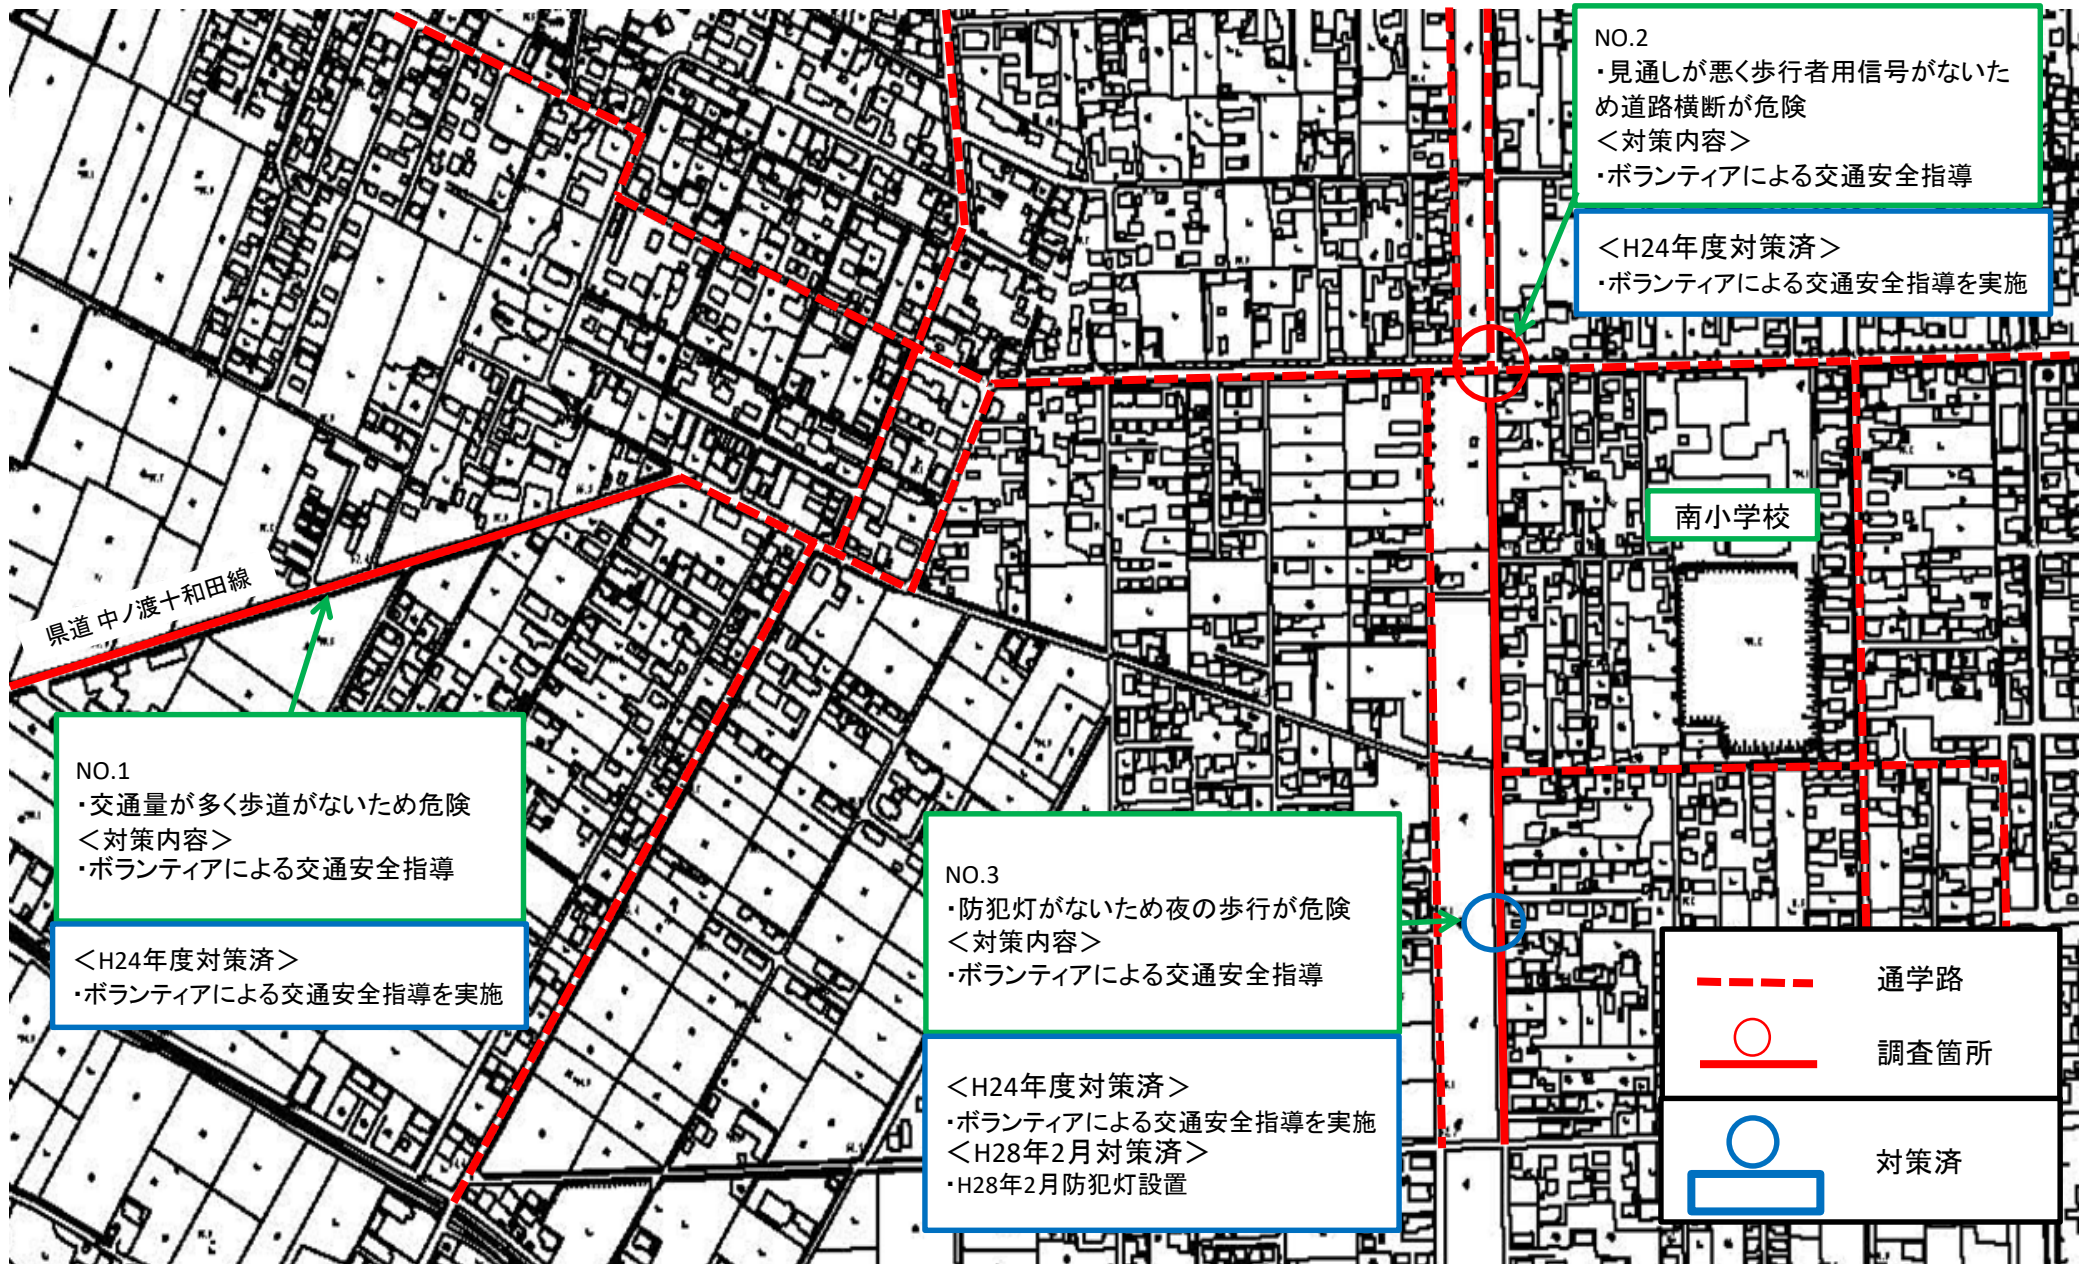 NO.2
・見通しが悪く歩行者用信号がないた
め道路横断が危険
＜対策内容＞
・ボランティアによる交通安全指導
＜H24年度対策済＞
・ボランティアによる交通安全指導を実施
南小学校
県道 中ノ渡十和田線
NO.1
・交通量が多く歩道がないため危険
＜対策内容＞
・ボランティアによる交通安全指導
＜H24年度対策済＞
・ボランティアによる交通安全指導を実施
NO.3
・防犯灯がないため夜の歩行が危険
＜対策内容＞
・ボランティアによる交通安全指導
＜H24年度対策済＞
・ボランティアによる交通安全指導を実施
＜H28年2月対策済＞
・H28年2月防犯灯設置
通学路
調査箇所
対策済